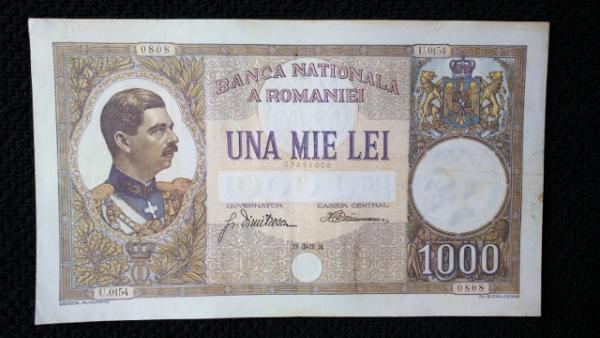 0808
U.0154
BANCA NATIONALA
A ROMANIEI
UNA MIE LEI
GUVERNATOR
CASIER CENTRAL
1000
U.0154
0808